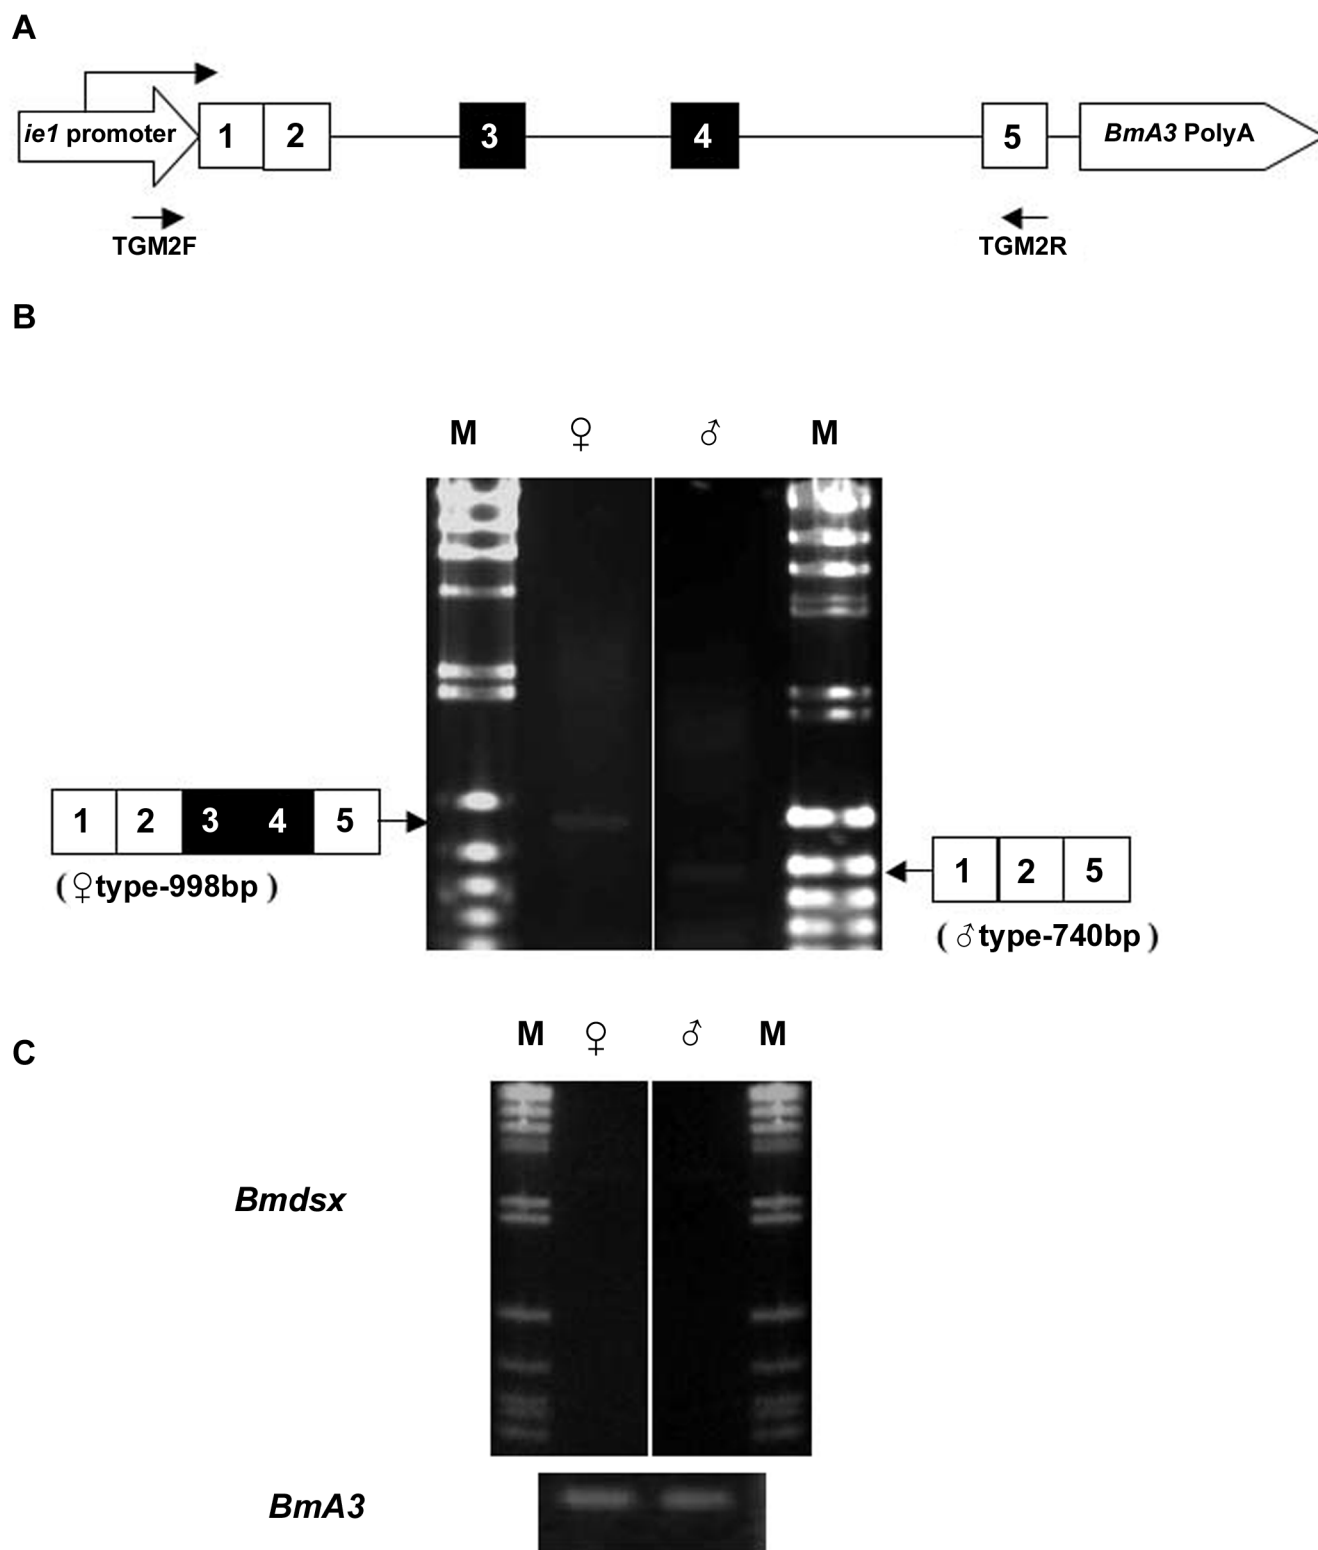 A
ie1 promoter 1 2 3 4 5 BmA3 PolyA
TGM2F TGM2R
B
M ♀ ♂ M
1 2 3 4 5
(♀type-998bp )
1 2 5
( ♂type-740bp )
C
M ♀ ♂ M
Bmdsx
BmA3